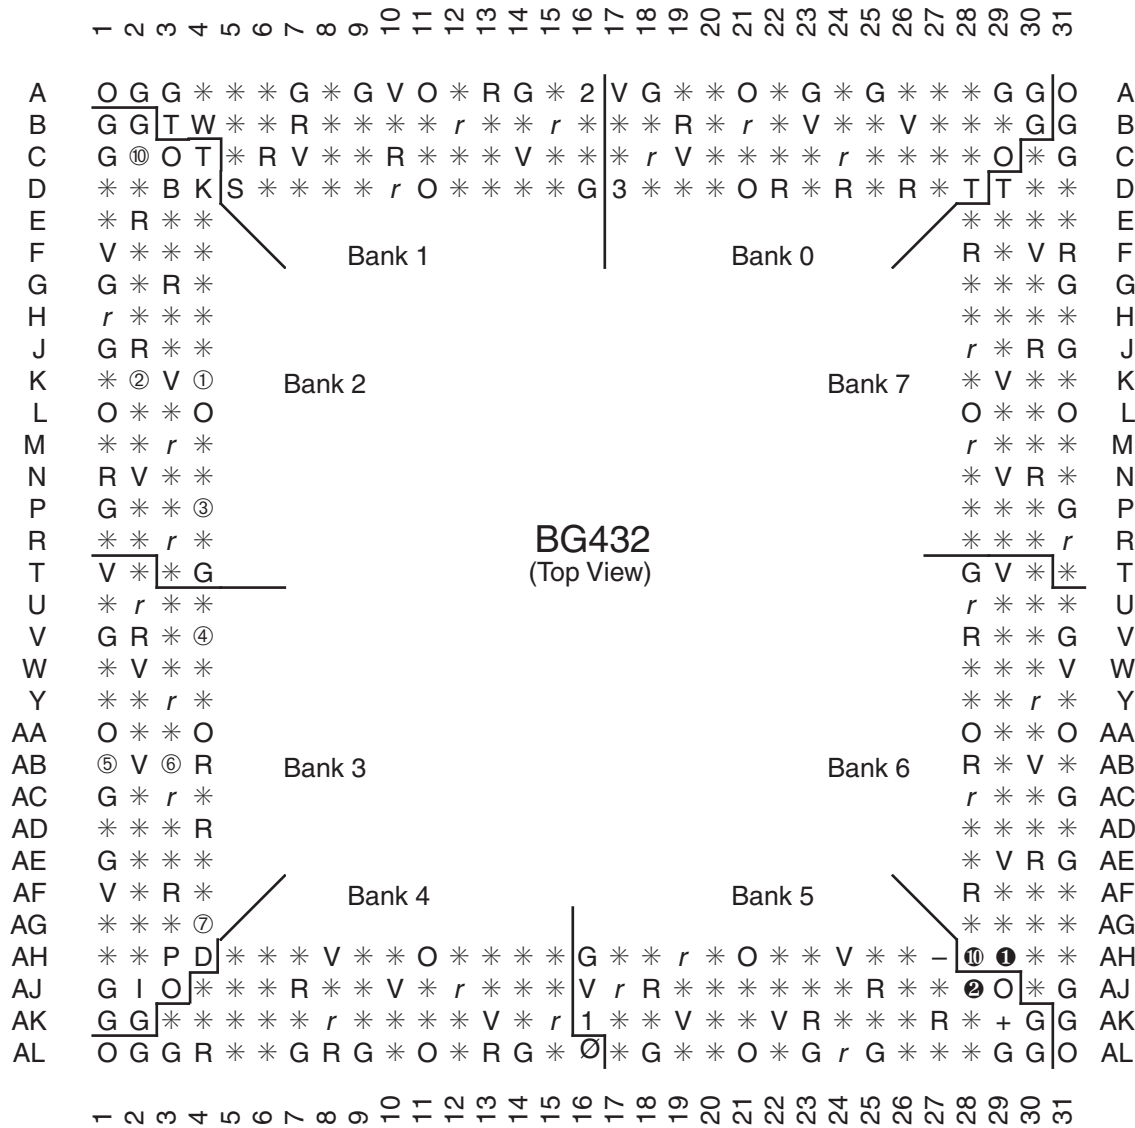 1 2 3 4 5 6 7 8 9 10 11 12 13 14 15 16 17 18 19 20 21 22 23 24 25 26 27 28 29 30 31
A O G G ✳ ✳ ✳ G ✳ G V O ✳ R G ✳ 2 V G ✳ ✳ O ✳ G ✳ G ✳ ✳ ✳ G G O A
B G G T W ✳ ✳ R ✳ ✳ ✳ ✳ r ✳ ✳ r ✳ ✳ ✳ R ✳ r ✳ V ✳ ✳ V ✳ ✳ ✳ G G B
C G ⑩ O T ✳ R V ✳ ✳ R ✳ ✳ ✳ V ✳ ✳ ✳ r V ✳ ✳ ✳ ✳ r ✳ ✳ ✳ ✳ O ✳ G C
D ✳ ✳ B K S ✳ ✳ ✳ ✳ r O ✳ ✳ ✳ ✳ G 3 ✳ ✳ ✳ O R ✳ R ✳ R ✳ T T ✳ ✳ D
E ✳ R ✳ ✳ ✳ ✳ ✳ ✳ E
F V ✳ ✳ ✳ Bank 1 Bank 0 R ✳ V R F
G G ✳ R ✳ ✳ ✳ ✳ G G
H r ✳ ✳ ✳ ✳ ✳ ✳ ✳ H
J G R ✳ ✳ r ✳ R G J
K ✳ ② V ① Bank 2 Bank 7 ✳ V ✳ ✳ K
L O ✳ ✳ O O ✳ ✳ O L
M ✳ ✳ r ✳ r ✳ ✳ ✳ M
N R V ✳ ✳ ✳ V R ✳ N
P G ✳ ✳ ③ ✳ ✳ ✳ G P
R ✳ ✳ r ✳ BG432 ✳ ✳ ✳ r R
T V ✳ ✳ G (Top View) G V ✳ ✳ T
U ✳ r ✳ ✳ r ✳ ✳ ✳ U
V G R ✳ ④ R ✳ ✳ G V
W ✳ V ✳ ✳ ✳ ✳ ✳ V W
Y ✳ ✳ r ✳ ✳ ✳ r ✳ Y
AA O ✳ ✳ O O ✳ ✳ O AA
AB ⑤ V ⑥ R Bank 3 Bank 6 R ✳ V ✳ AB
AC G ✳ r ✳ r ✳ ✳ G AC
AD ✳ ✳ ✳ R ✳ ✳ ✳ ✳ AD
AE G ✳ ✳ ✳ ✳ V R G AE
AF V ✳ R ✳ Bank 4 Bank 5 R ✳ ✳ ✳ AF
AG ✳ ✳ ✳ ⑦ ✳ ✳ ✳ ✳ AG
AH ✳ ✳ P D ✳ ✳ ✳ V ✳ ✳ O ✳ ✳ ✳ ✳ G ✳ ✳ r ✳ O ✳ ✳ V ✳ ✳ – ❿ ❶ ✳ ✳ AH
AJ G I O ✳ ✳ ✳ R ✳ ✳ V ✳ r ✳ ✳ ✳ V r R ✳ ✳ ✳ ✳ ✳ ✳ R ✳ ✳ ❷ O ✳ G AJ
AK G G ✳ ✳ ✳ ✳ ✳ r ✳ ✳ ✳ ✳ V ✳ r 1 ✳ ✳ V ✳ ✳ V R ✳ ✳ ✳ R ✳ + G G AK
AL O G G R ✳ ✳ G R G ✳ O ✳ R G ✳ Ø ✳ G ✳ ✳ O ✳ G r G ✳ ✳ ✳ G G O AL
1 2 3 4 5 6 7 8 9 10 11 12 13 14 15 16 17 18 19 20 21 22 23 24 25 26 27 28 29 30 31